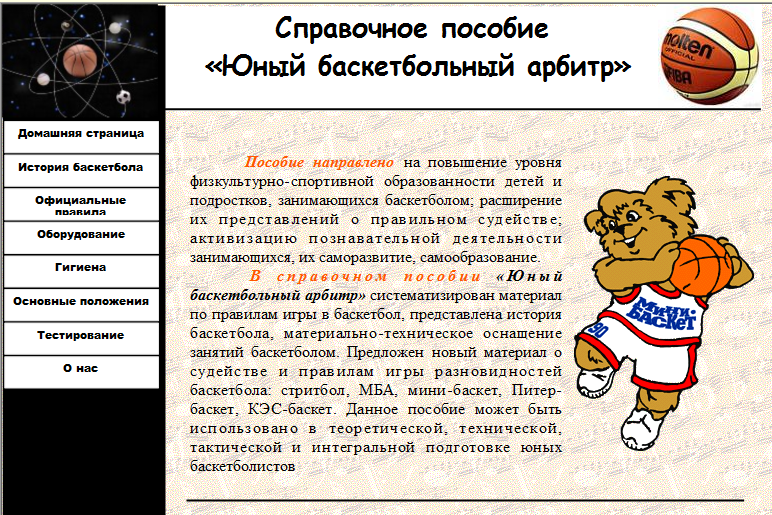 Справочное пособие
«Юный баскетбольный арбитр»
molten
OFFICIAL
FIBA
Домашняя страница
История баскетбола
Официальные
правила
Оборудование
Гигиена
Основные положения
Тестирование
О нас
Пособие направлено на повышение уровня
физкультурно-спортивной образованности детей и
подростков, занимающихся баскетболом; расширение
их представлений о правильном судействе;
активизацию познавательной деятельности
занимающихся, их саморазвитие, самообразование.
В справочном пособии «Юный
баскетбольный арбитр» систематизирован материал
по правилам игры в баскетбол, представлена история
баскетбола, материально-техническое оснащение
занятий баскетболом. Предложен новый материал о
судействе и правилам игры разновидностей
баскетбола: стритбол, МБА, мини-баскет, Питер-
баскет, КЭС-баскет. Данное пособие может быть
использовано в теоретической, технической,
тактической и интегральной подготовке юных
баскетболистов
МИНИ-
БАСКЕТ